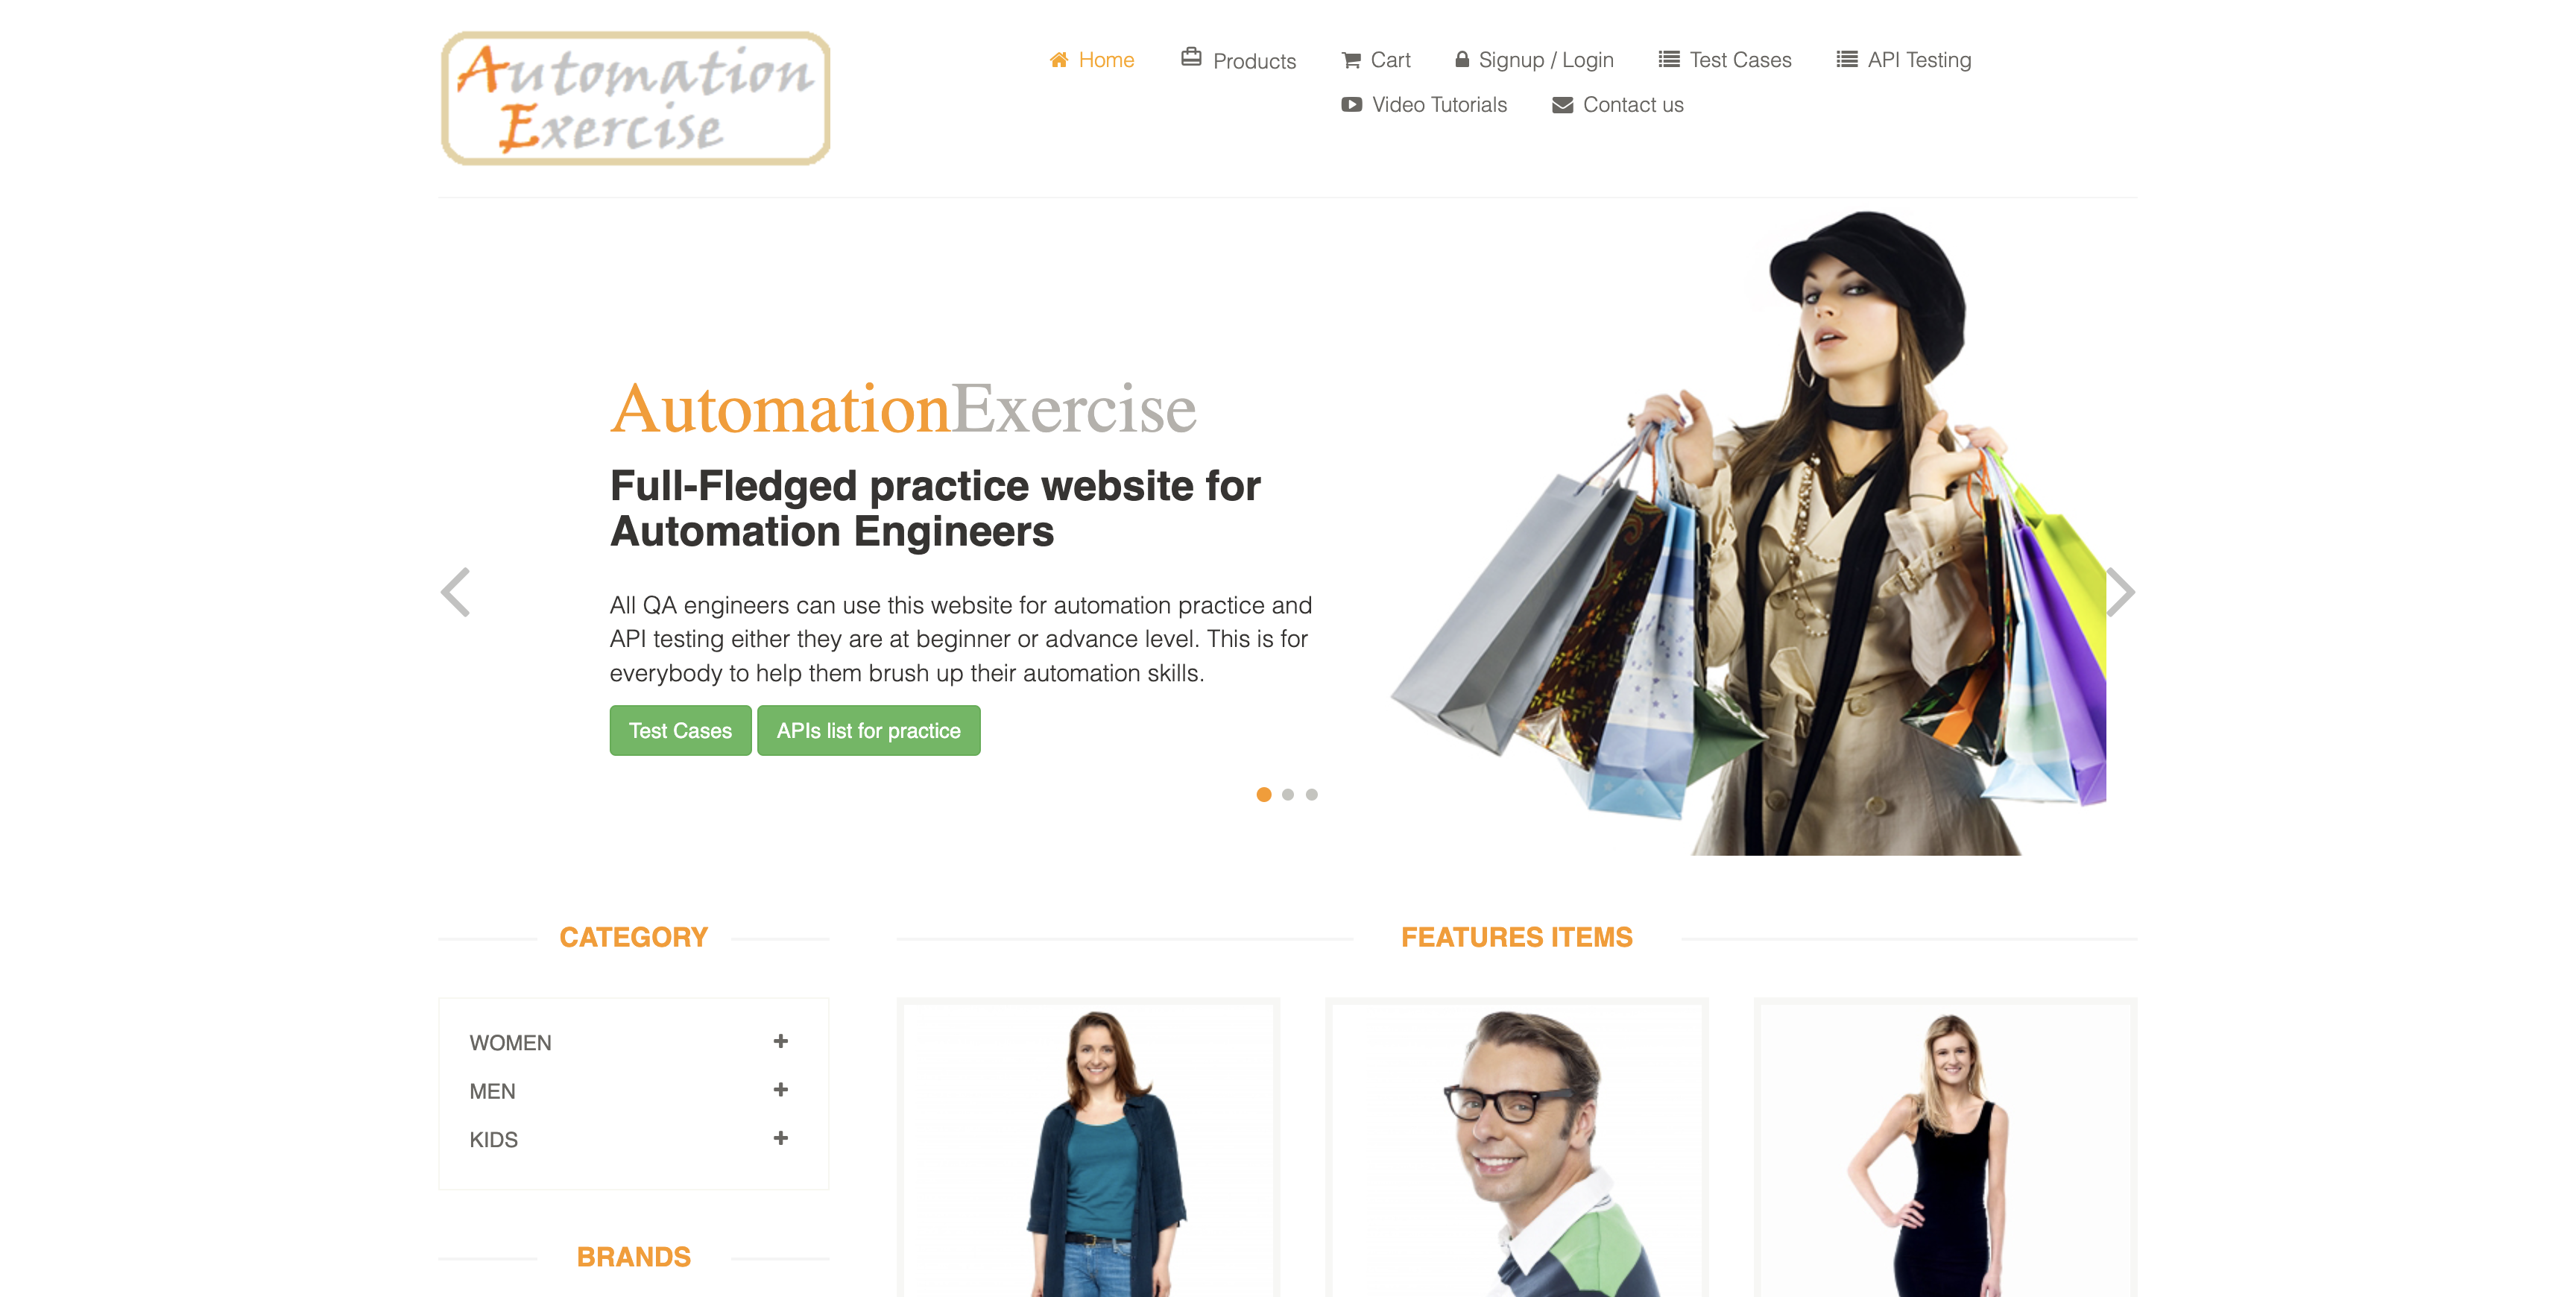 Automation
Exercise
Home
Products
Cart
Signup / Login
Test Cases
API Testing
Video Tutorials
Contact us
AutomationExercise
Full-Fledged practice website for
Automation Engineers
All QA engineers can use this website for automation practice and
API testing either they are at beginner or advance level. This is for
everybody to help them brush up their automation skills.
Test Cases
APIs list for practice
CATEGORY
WOMEN
MEN
KIDS
BRANDS
FEATURES ITEMS